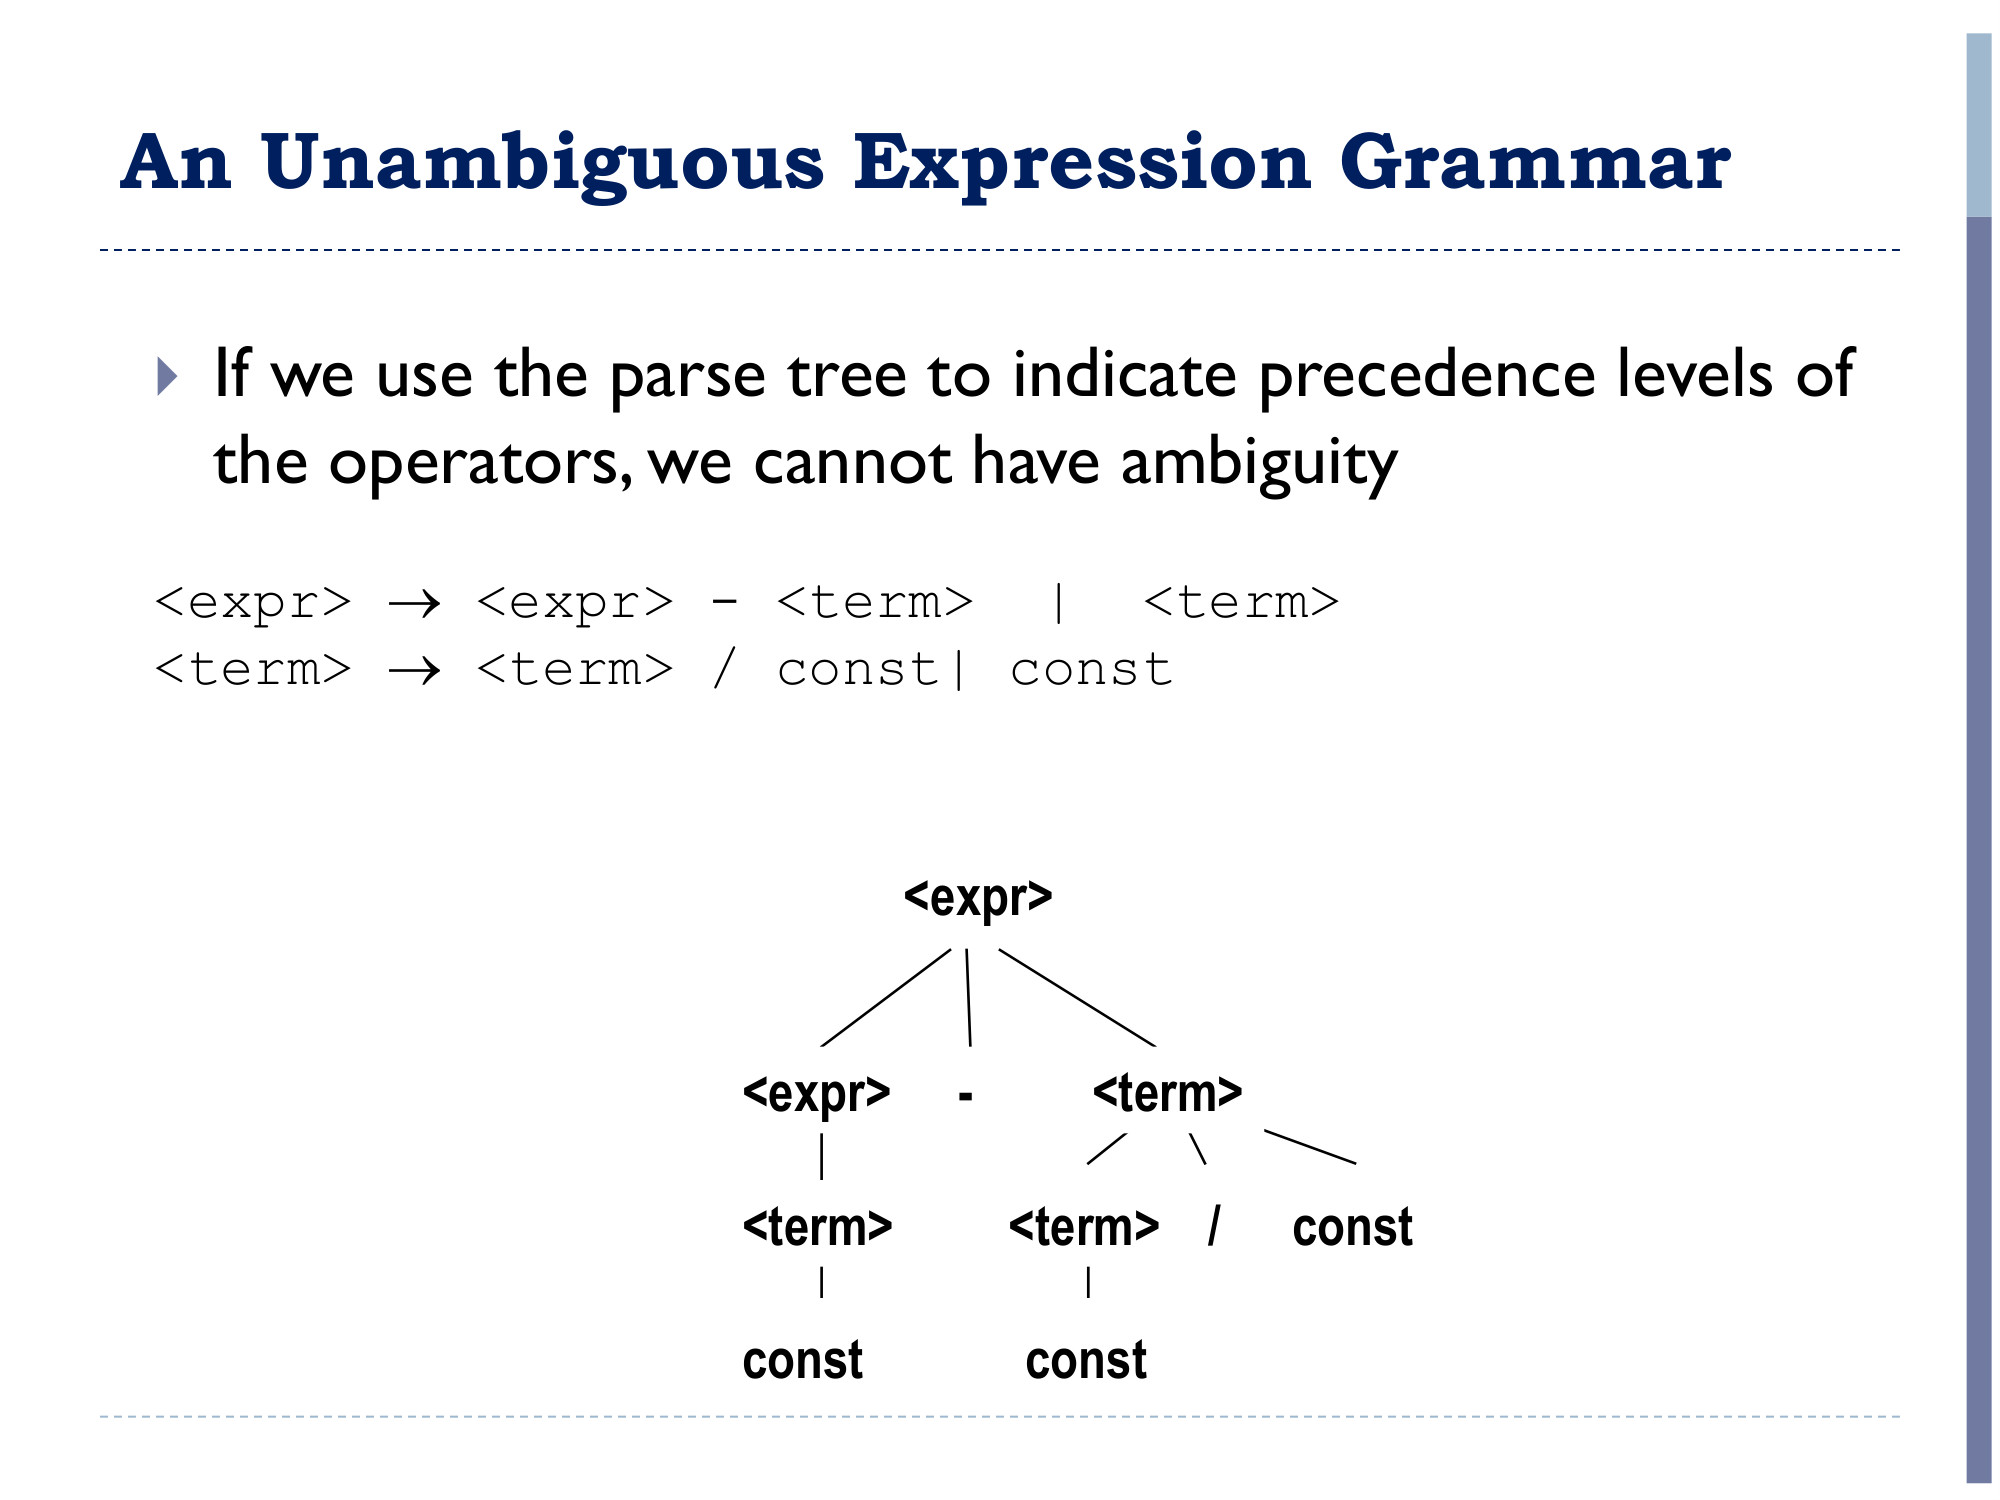 An Unambiguous Expression Grammar
If we use the parse tree to indicate precedence levels of
the operators, we cannot have ambiguity
<expr> → <expr> - <term> | <term>
<term> → <term> / const| const
<expr>
<expr> - <term>
<term> <term> / const
const const